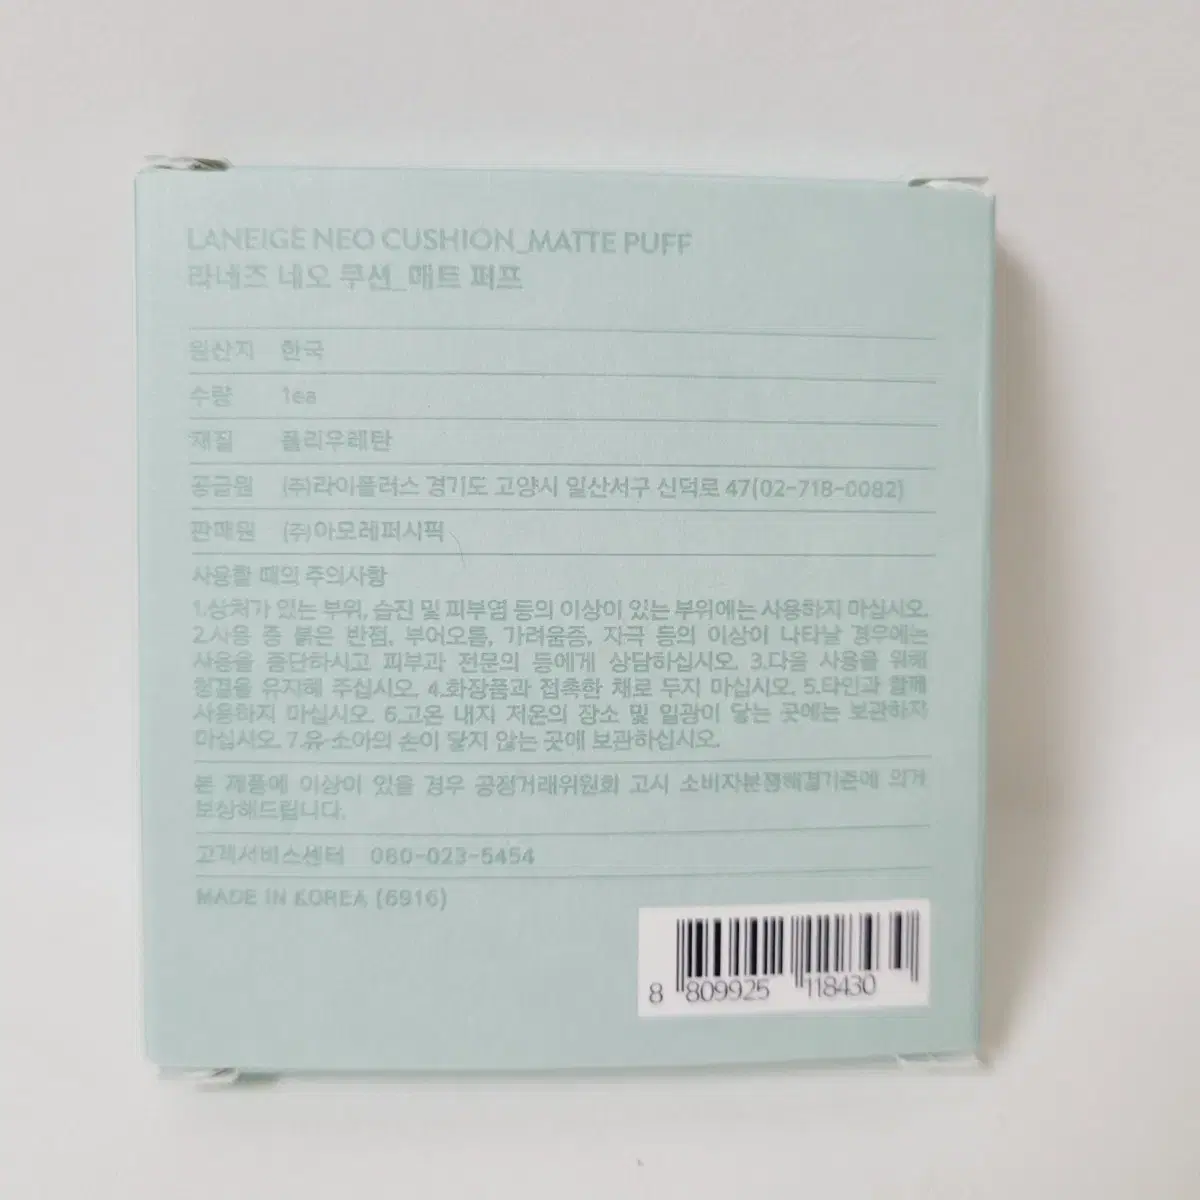 LANEIGE NEO CUSHION_MATTE PUFF
라네즈 네오 쿠션_매트 퍼프
원산지 한국
수량 1ea
재질 폴리우레탄
공급원 (주)라이플러스 경기도 고양시 일산서구 신덕로 47(02-718-0082)
판매원 (주)아모레퍼시픽
사용할 때의 주의사항
1.상처가 있는 부위, 습진 및 피부염 등의 이상이 있는 부위에는 사용하지 마십시오.
2.사용 중 붉은 반점, 부어오름, 가려움증, 자극 등의 이상이 나타날 경우에는
사용을 중단하시고 피부과 전문의 등에게 상담하십시오. 3.다음 사용을 위해
청결을 유지해 주십시오. 4.화장품과 접촉한 채로 두지 마십시오. 5.타인과 함께
사용하지 마십시오. 6.고온 내지 저온의 장소 및 일광이 닿는 곳에는 보관하지
마십시오. 7.유·소아의 손이 닿지 않는 곳에 보관하십시오.
본 제품에 이상이 있을 경우 공정거래위원회 고시 소비자분쟁해결기준에 의거
보상해드립니다.
고객서비스센터 080-023-5454
MADE IN KOREA (6916)
8 809925 118430